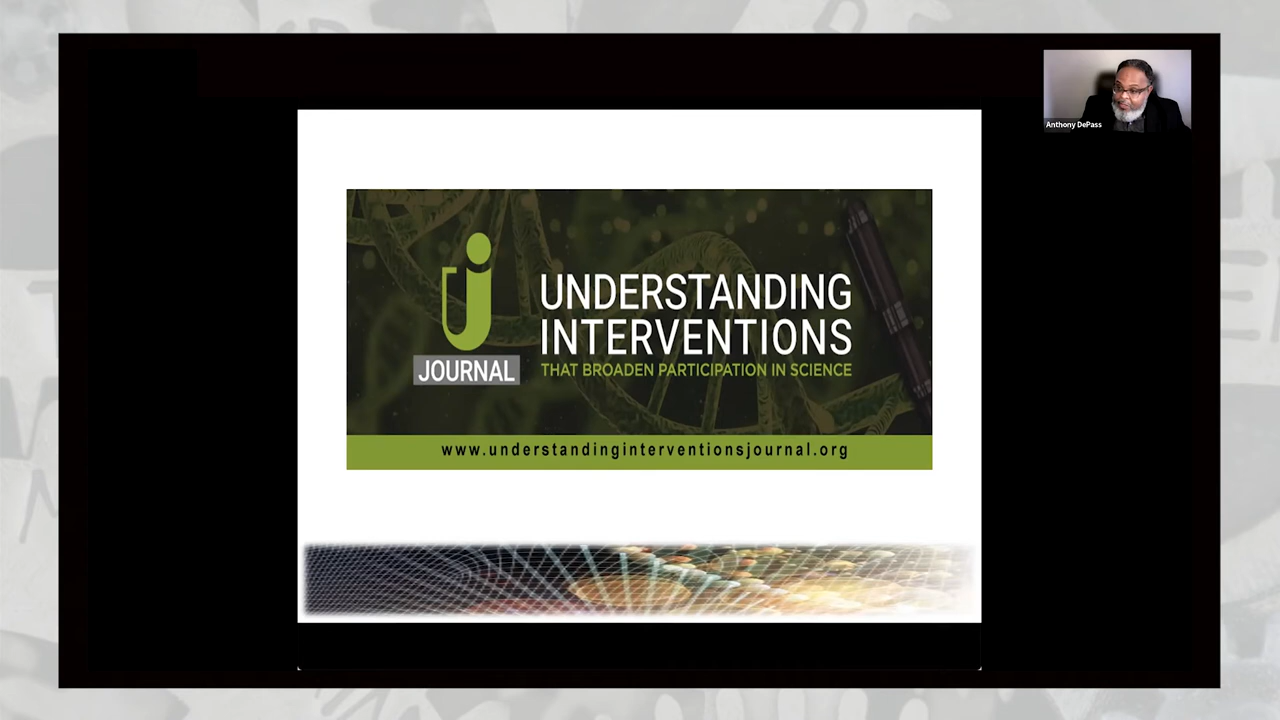 Anthony DePass
UNDERSTANDING
INTERVENTIONS
THAT BROADEN PARTICIPATION IN SCIENCE
JOURNAL
www.understandinginterventionsjournal.org